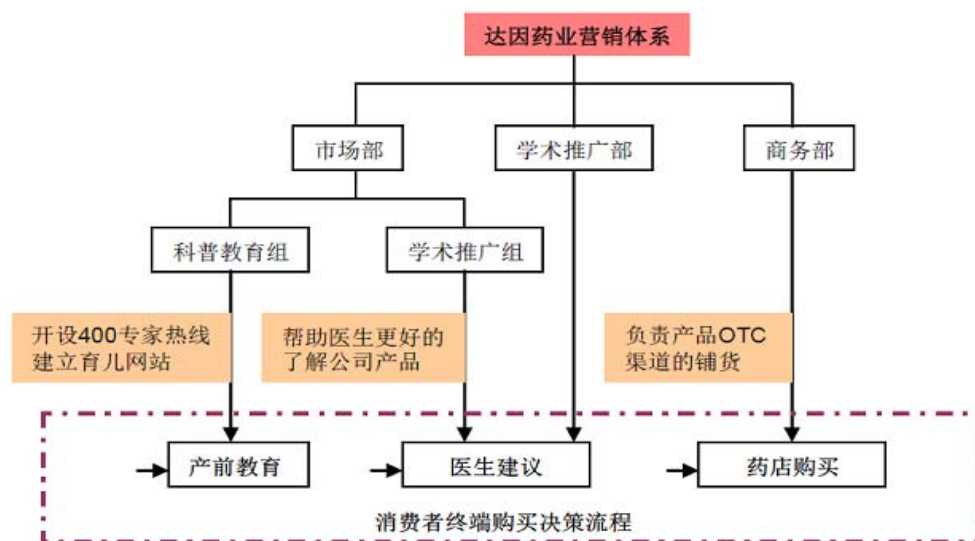 达因药业营销体系
市场部
学术推广部
商务部
科普教育组
学术推广组
开设400专家热线
建立育儿网站
帮助医生更好的
了解公司产品
负责产品OTC
渠道的铺货
产前教育
医生建议
药店购买
消费者终端购买决策流程